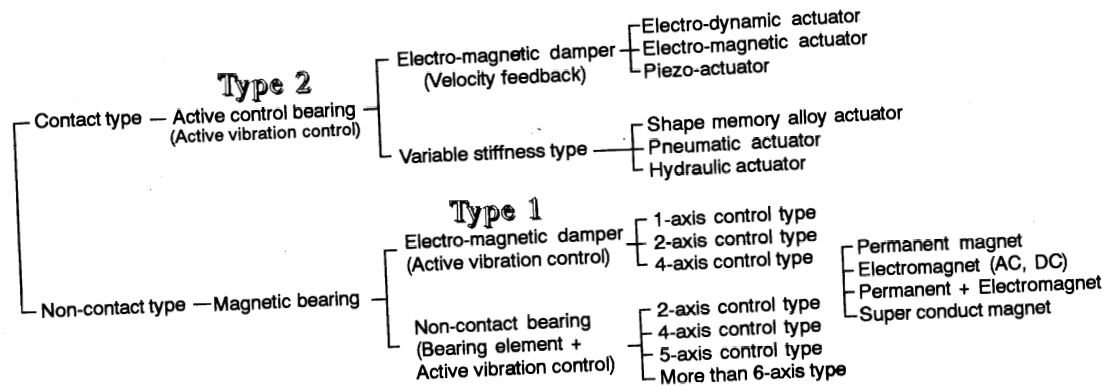 Type 2
Contact type
Active control bearing
(Active vibration control)
Electro-magnetic damper
(Velocity feedback)
Electro-dynamic actuator
Electro-magnetic actuator
Piezo-actuator
Variable stiffness type
Shape memory alloy actuator
Pneumatic actuator
Hydraulic actuator
Non-contact type
Magnetic bearing
Type 1
Electro-magnetic damper
(Active vibration control)
1-axis control type
2-axis control type
4-axis control type
Non-contact bearing
(Bearing element +
Active vibration control)
2-axis control type
4-axis control type
5-axis control type
More than 6-axis type
Permanent magnet
Electromagnet (AC, DC)
Permanent + Electromagnet
Super conduct magnet